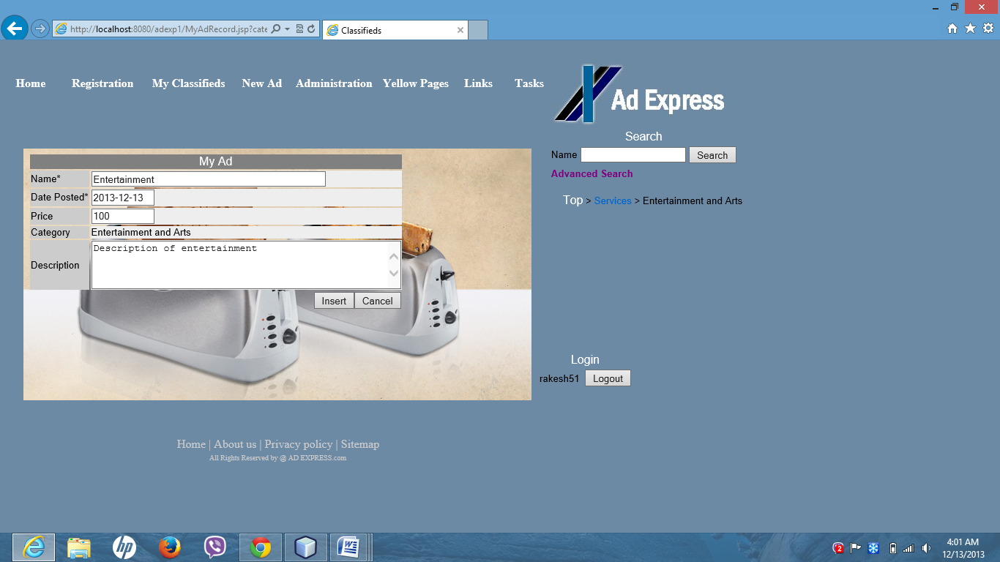 http://localhost:8080/adexp1/MyAdRecord.jsp?cate
Classifieds
Home Registration My Classifieds New Ad Administration Yellow Pages Links Tasks
Ad Express
Search
Name Search
Advanced Search
Top > Services > Entertainment and Arts
My Ad
Name* Entertainment
Date Posted* 2013-12-13
Price 100
Category Entertainment and Arts
Description Description of entertainment
Insert Cancel
Login
rakesh51 Logout
Home | About us | Privacy policy | Sitemap
All Rights Reserved by @ AD EXPRESS.com
hp
2
4:01 AM
12/13/2013